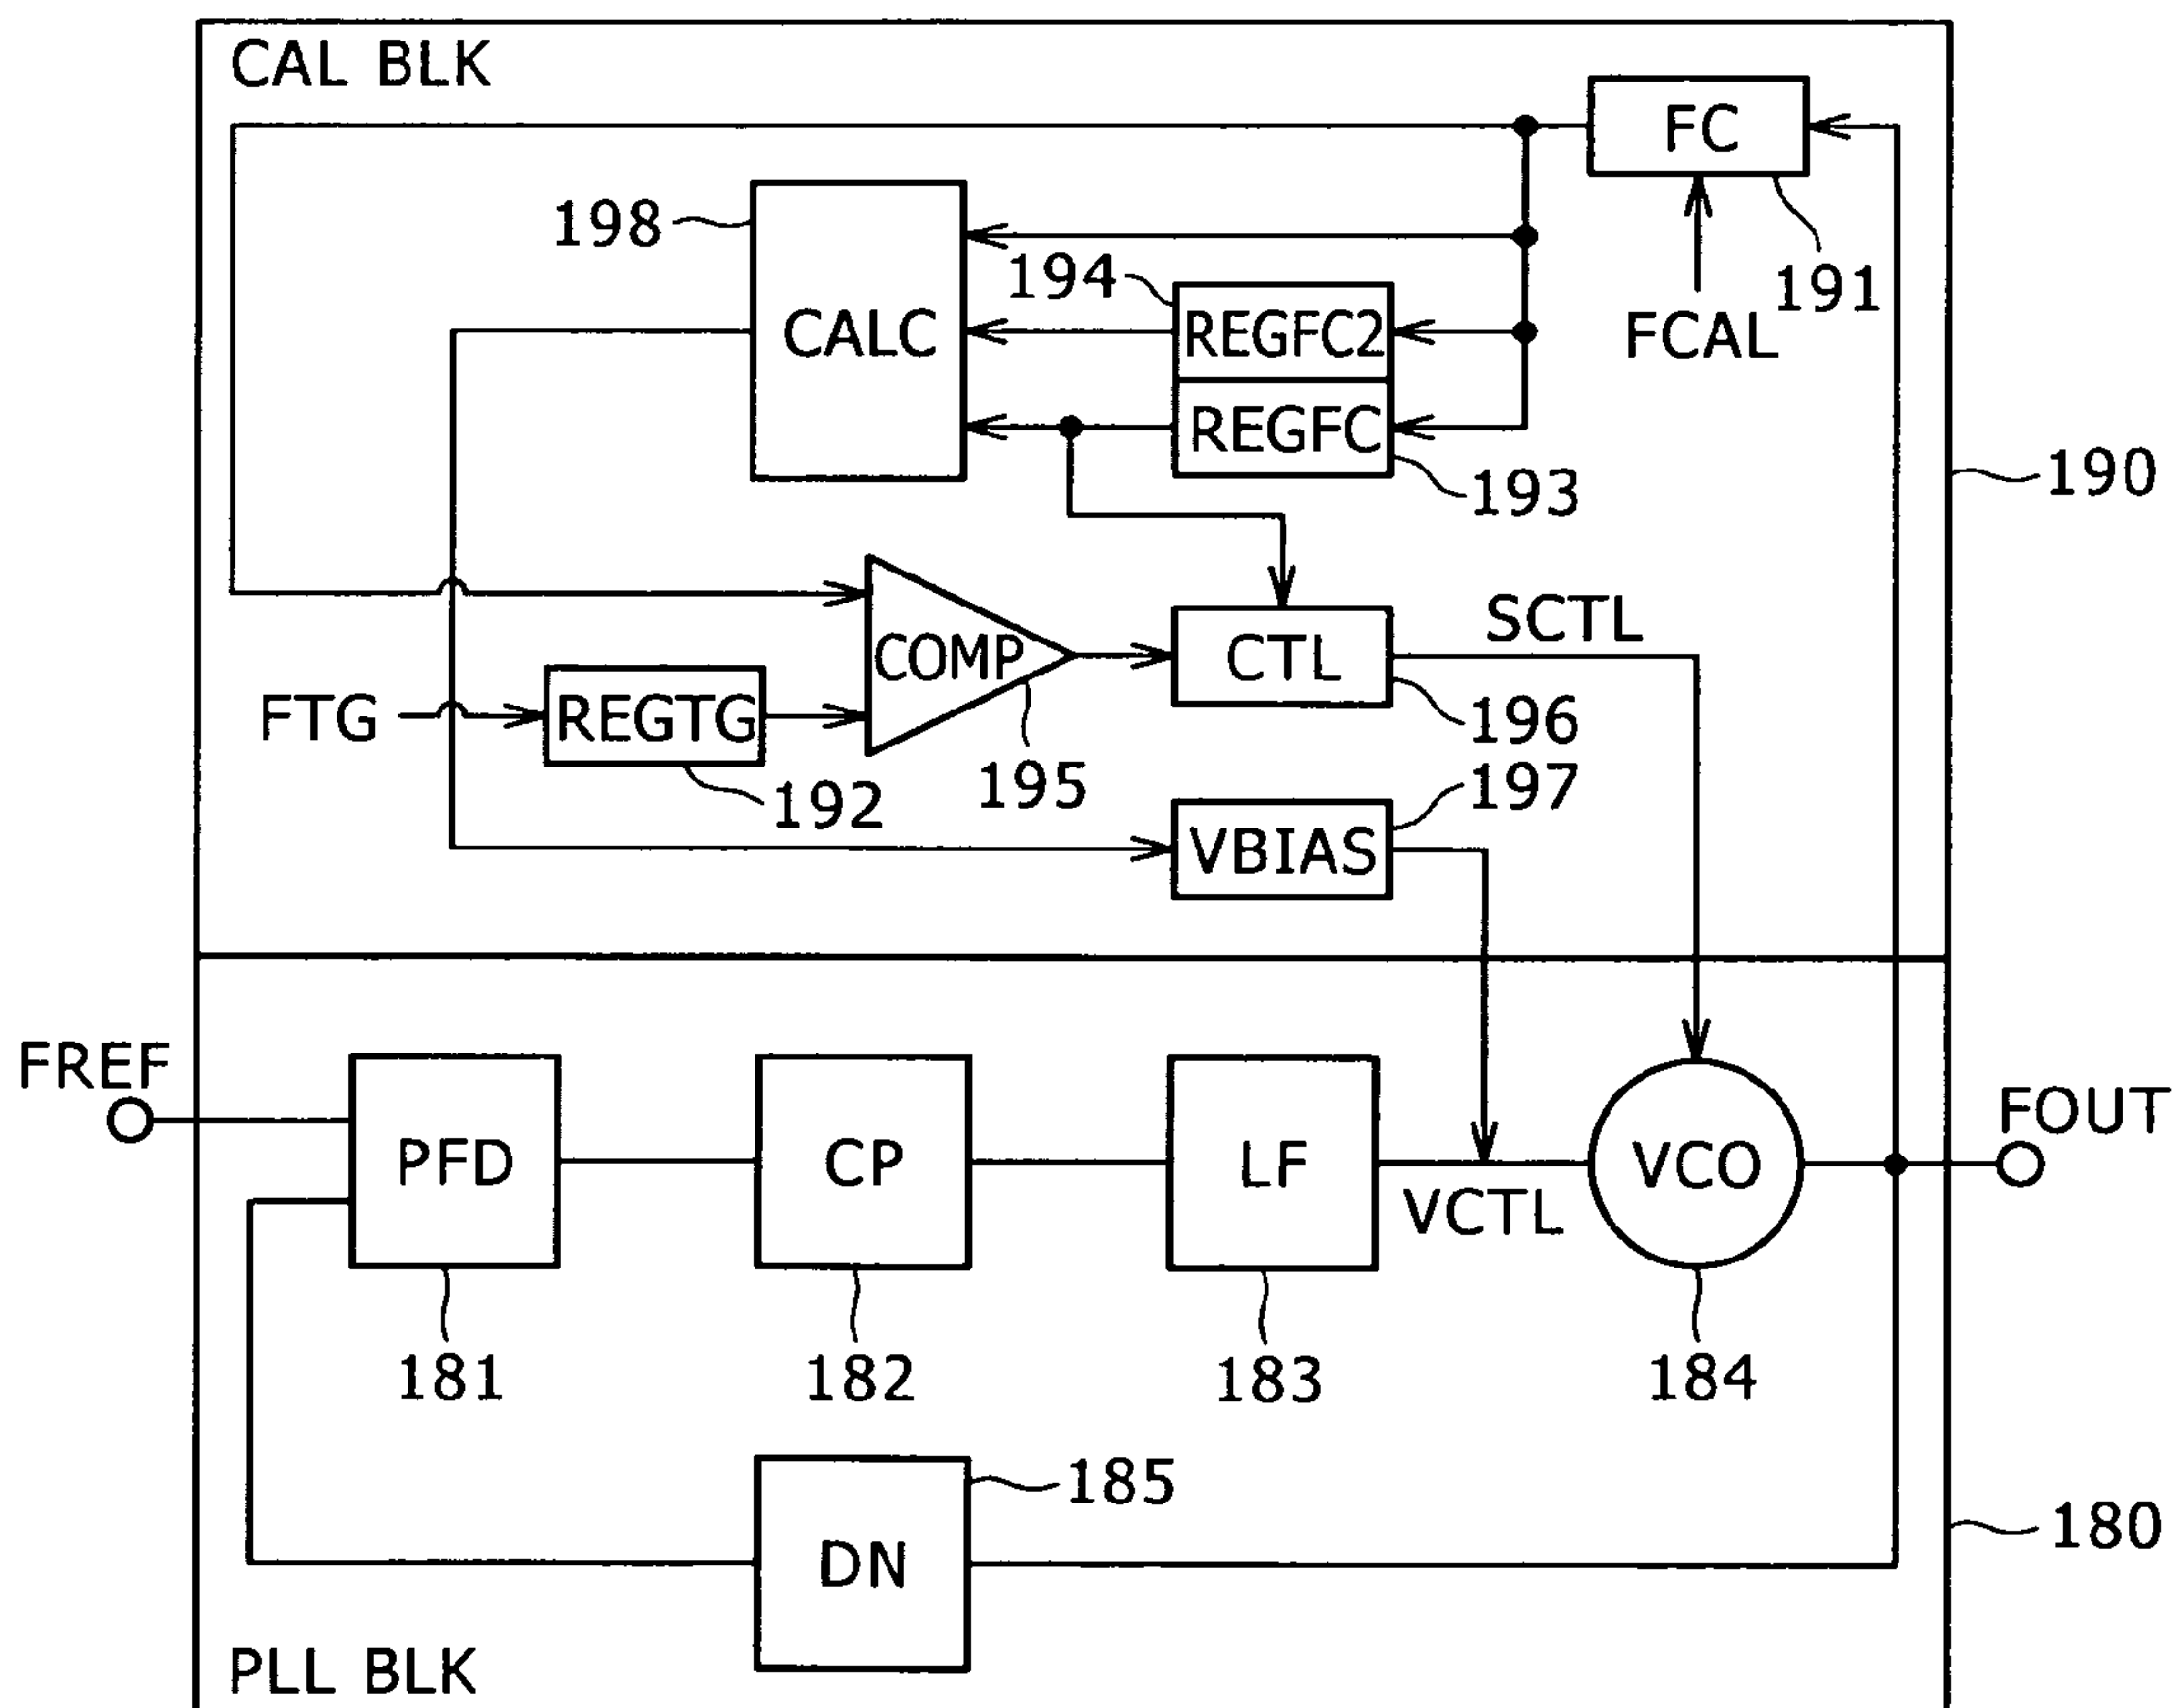 CAL BLK
FC
198
194
191
CALC
REGFC2
FCAL
REGFC
193
190
SCTL
COMP
CTL
FTG
REGTG
196
195
197
192
VBIAS
FREF
FOUT
PFD
CP
LF
VCO
VCTL
181
182
183
184
185
180
DN
PLL BLK